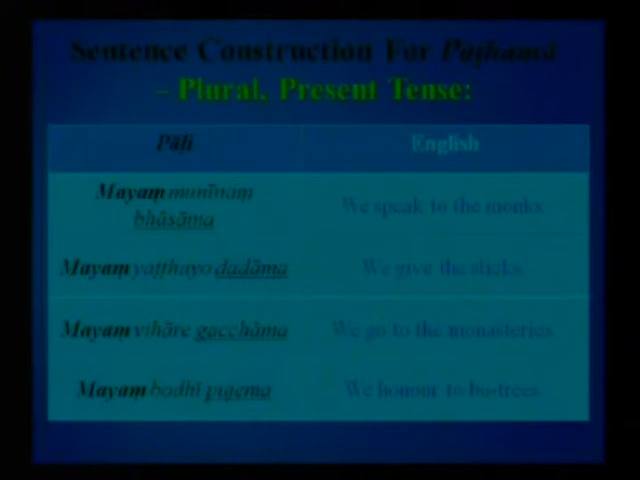 Sentence Construction For Paṭhamā
– Plural, Present Tense:
Pāḷi English
Mayaṃ munīnaṃ bhāsāma We speak to the monks
Mayaṃ yaṭṭhayo dadāma We give the sticks
Mayaṃ vihāre gacchāma We go to the monasteries
Mayaṃ bodhī pūjema We honour to bo-trees